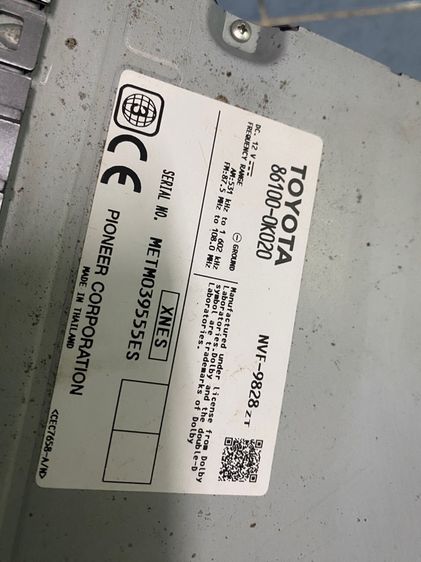 TOYOTA
86100-0K020
NVF-9828ZT
DC. 12 V
⊖ GROUND
FREQUENCY RANGE
AM:531 kHz to 1 602 kHz
FM:87.5 MHz to 108.0 MHz
Manufactured under license from Dolby
Laboratories.Dolby and the double-D
symbol are trademarks of Dolby
Laboratories.
3
CE
SERIAL NO. METM039555ES
XNES
PIONEER CORPORATION
MADE IN THAILAND
<CEC7658-A/N>